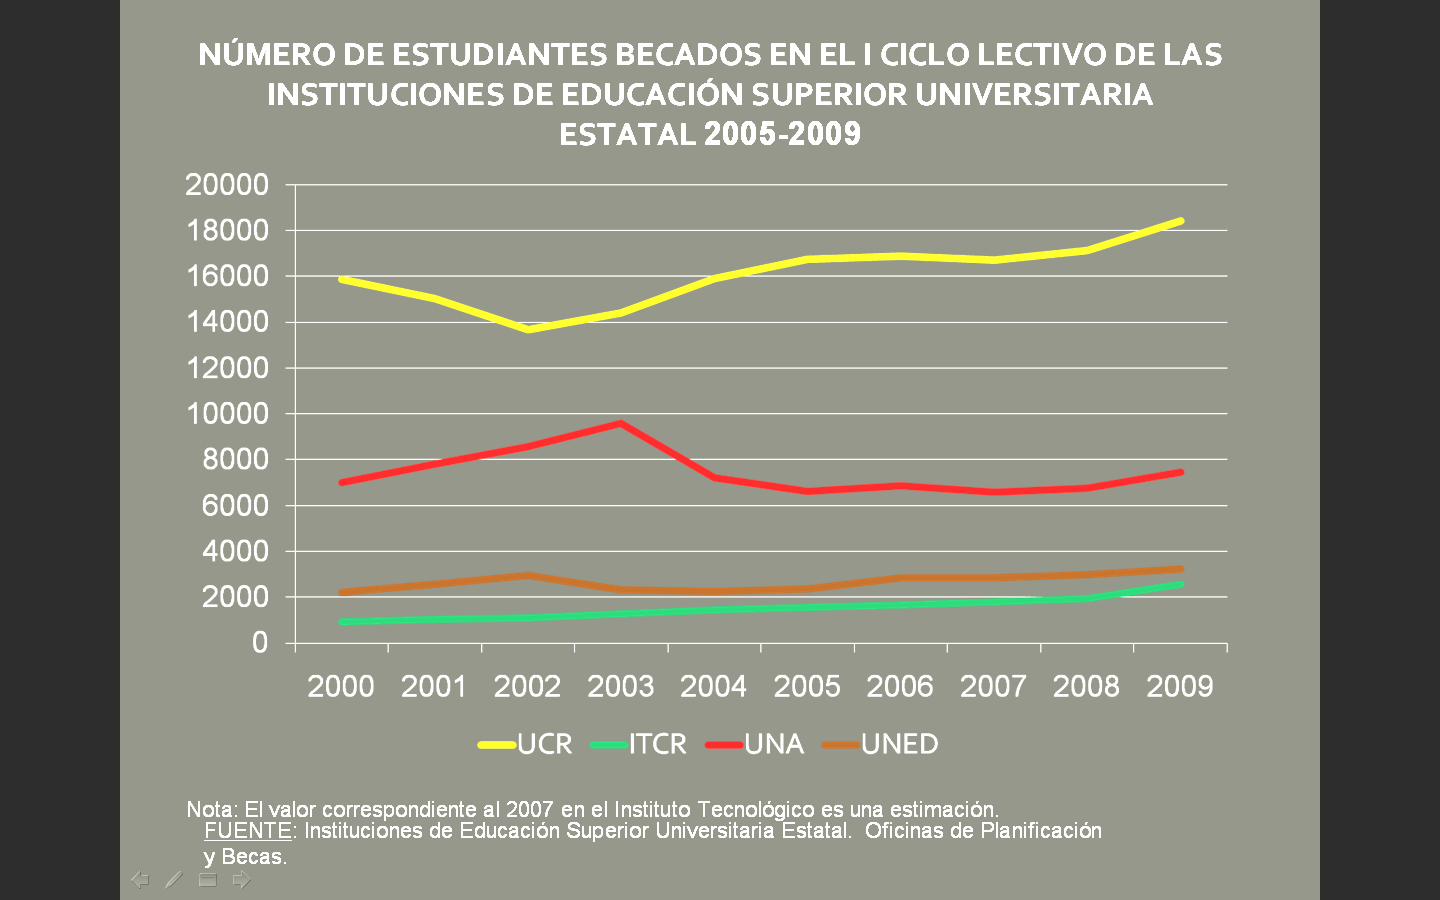 NÚMERO DE ESTUDIANTES BECADOS EN EL I CICLO LECTIVO DE LAS
INSTITUCIONES DE EDUCACIÓN SUPERIOR UNIVERSITARIA
ESTATAL 2005-2009
20000
18000
16000
14000
12000
10000
8000
6000
4000
2000
0
2000 2001 2002 2003 2004 2005 2006 2007 2008 2009
UCR ITCR UNA UNED
Nota: El valor correspondiente al 2007 en el Instituto Tecnológico es una estimación.
FUENTE: Instituciones de Educación Superior Universitaria Estatal. Oficinas de Planificación
y Becas.